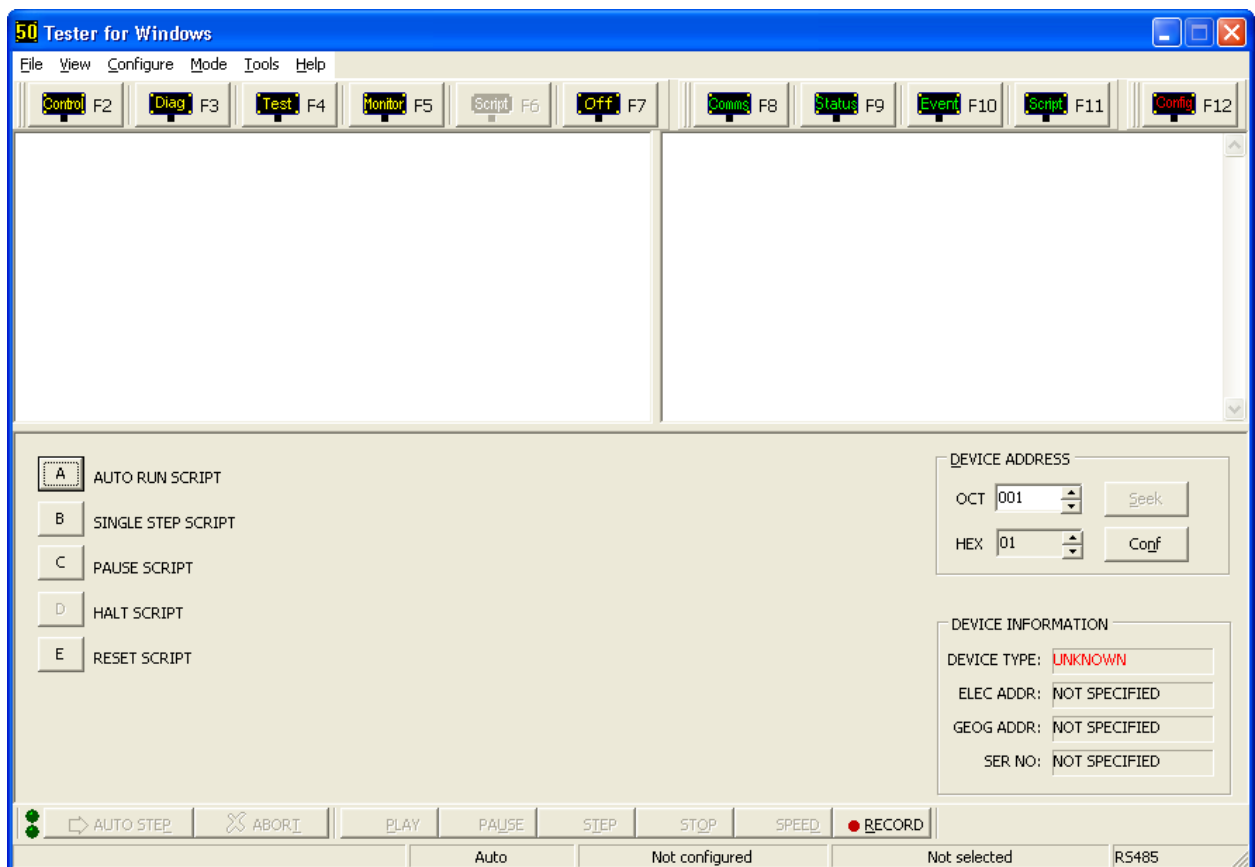 50 Tester for Windows
File View Configure Mode Tools Help
Control F2 Diag F3 Test F4 Monitor F5 Script F6 Off F7 Comms F8 Status F9 Event F10 Script F11 Config F12
A AUTO RUN SCRIPT
B SINGLE STEP SCRIPT
C PAUSE SCRIPT
D HALT SCRIPT
E RESET SCRIPT
DEVICE ADDRESS
OCT 001 Seek
HEX 01 Conf
DEVICE INFORMATION
DEVICE TYPE: UNKNOWN
ELEC ADDR: NOT SPECIFIED
GEOG ADDR: NOT SPECIFIED
SER NO: NOT SPECIFIED
AUTO STEP ABORT PLAY PAUSE STEP STOP SPEED RECORD
Auto Not configured Not selected RS485